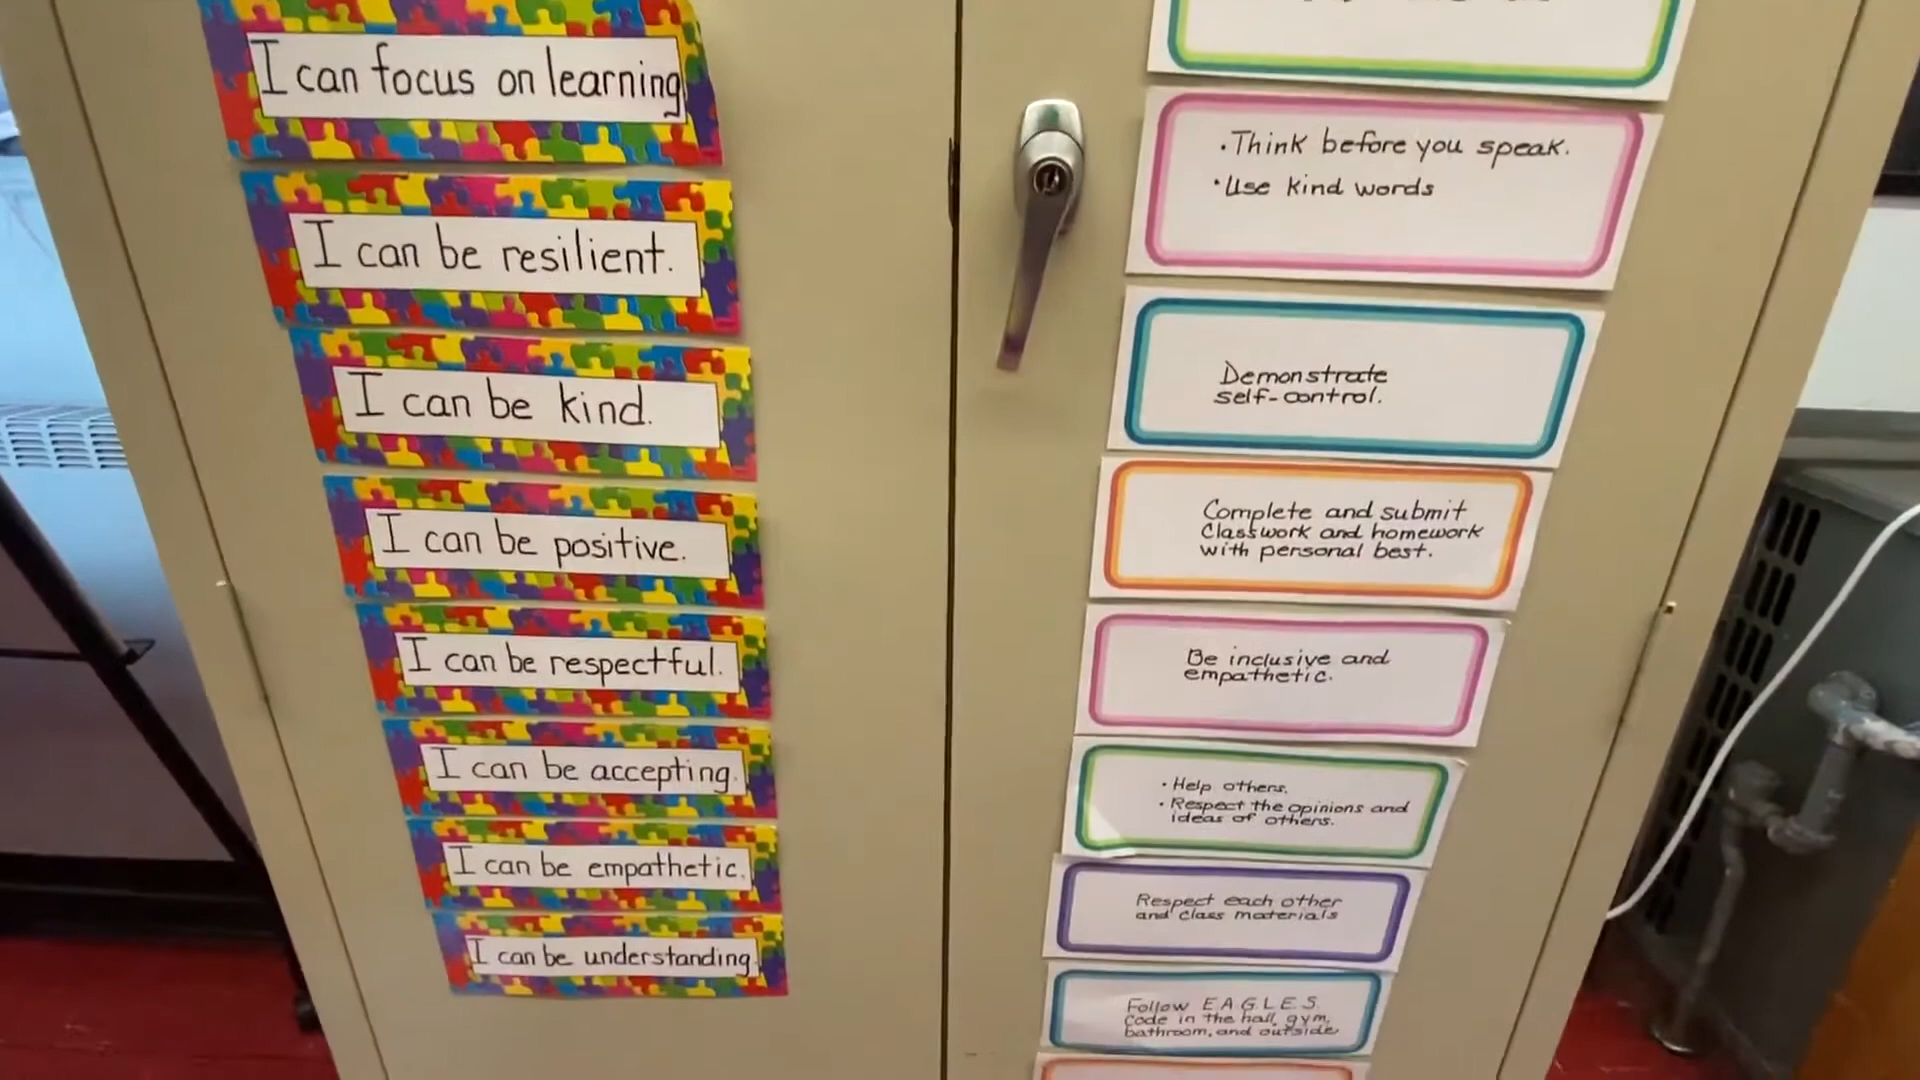 I can focus on learning
I can be resilient.
I can be kind.
I can be positive.
I can be respectful.
I can be accepting.
I can be empathetic.
I can be understanding.
• Think before you speak.
• Use kind words
Demonstrate
self-control.
Complete and submit
Classwork and homework
with personal best.
Be inclusive and
empathetic.
• Help others.
• Respect the opinions and
ideas of others.
Respect each other
and class materials
Follow E.A.G.L.E.S.
Code in the hall, gym,
bathroom, and outside